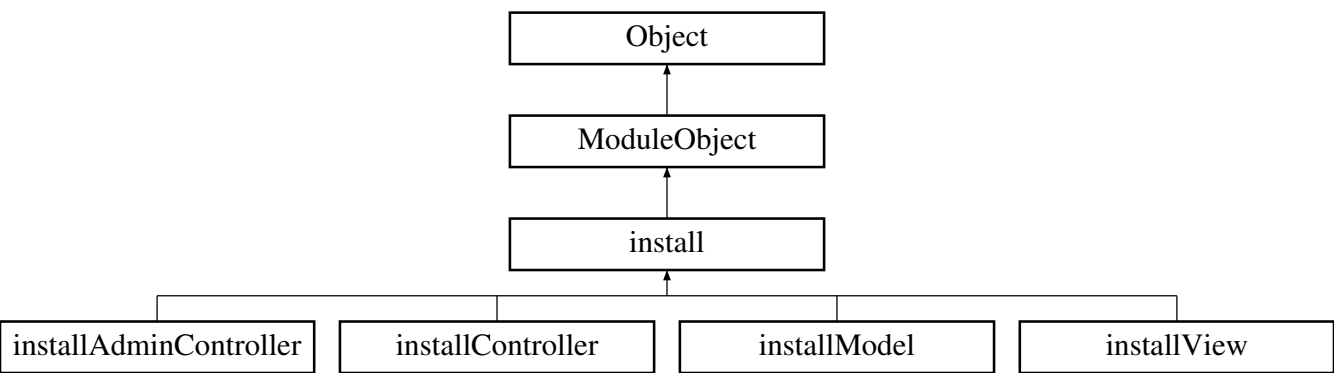 Object
ModuleObject
install
installAdminController
installController
installModel
installView